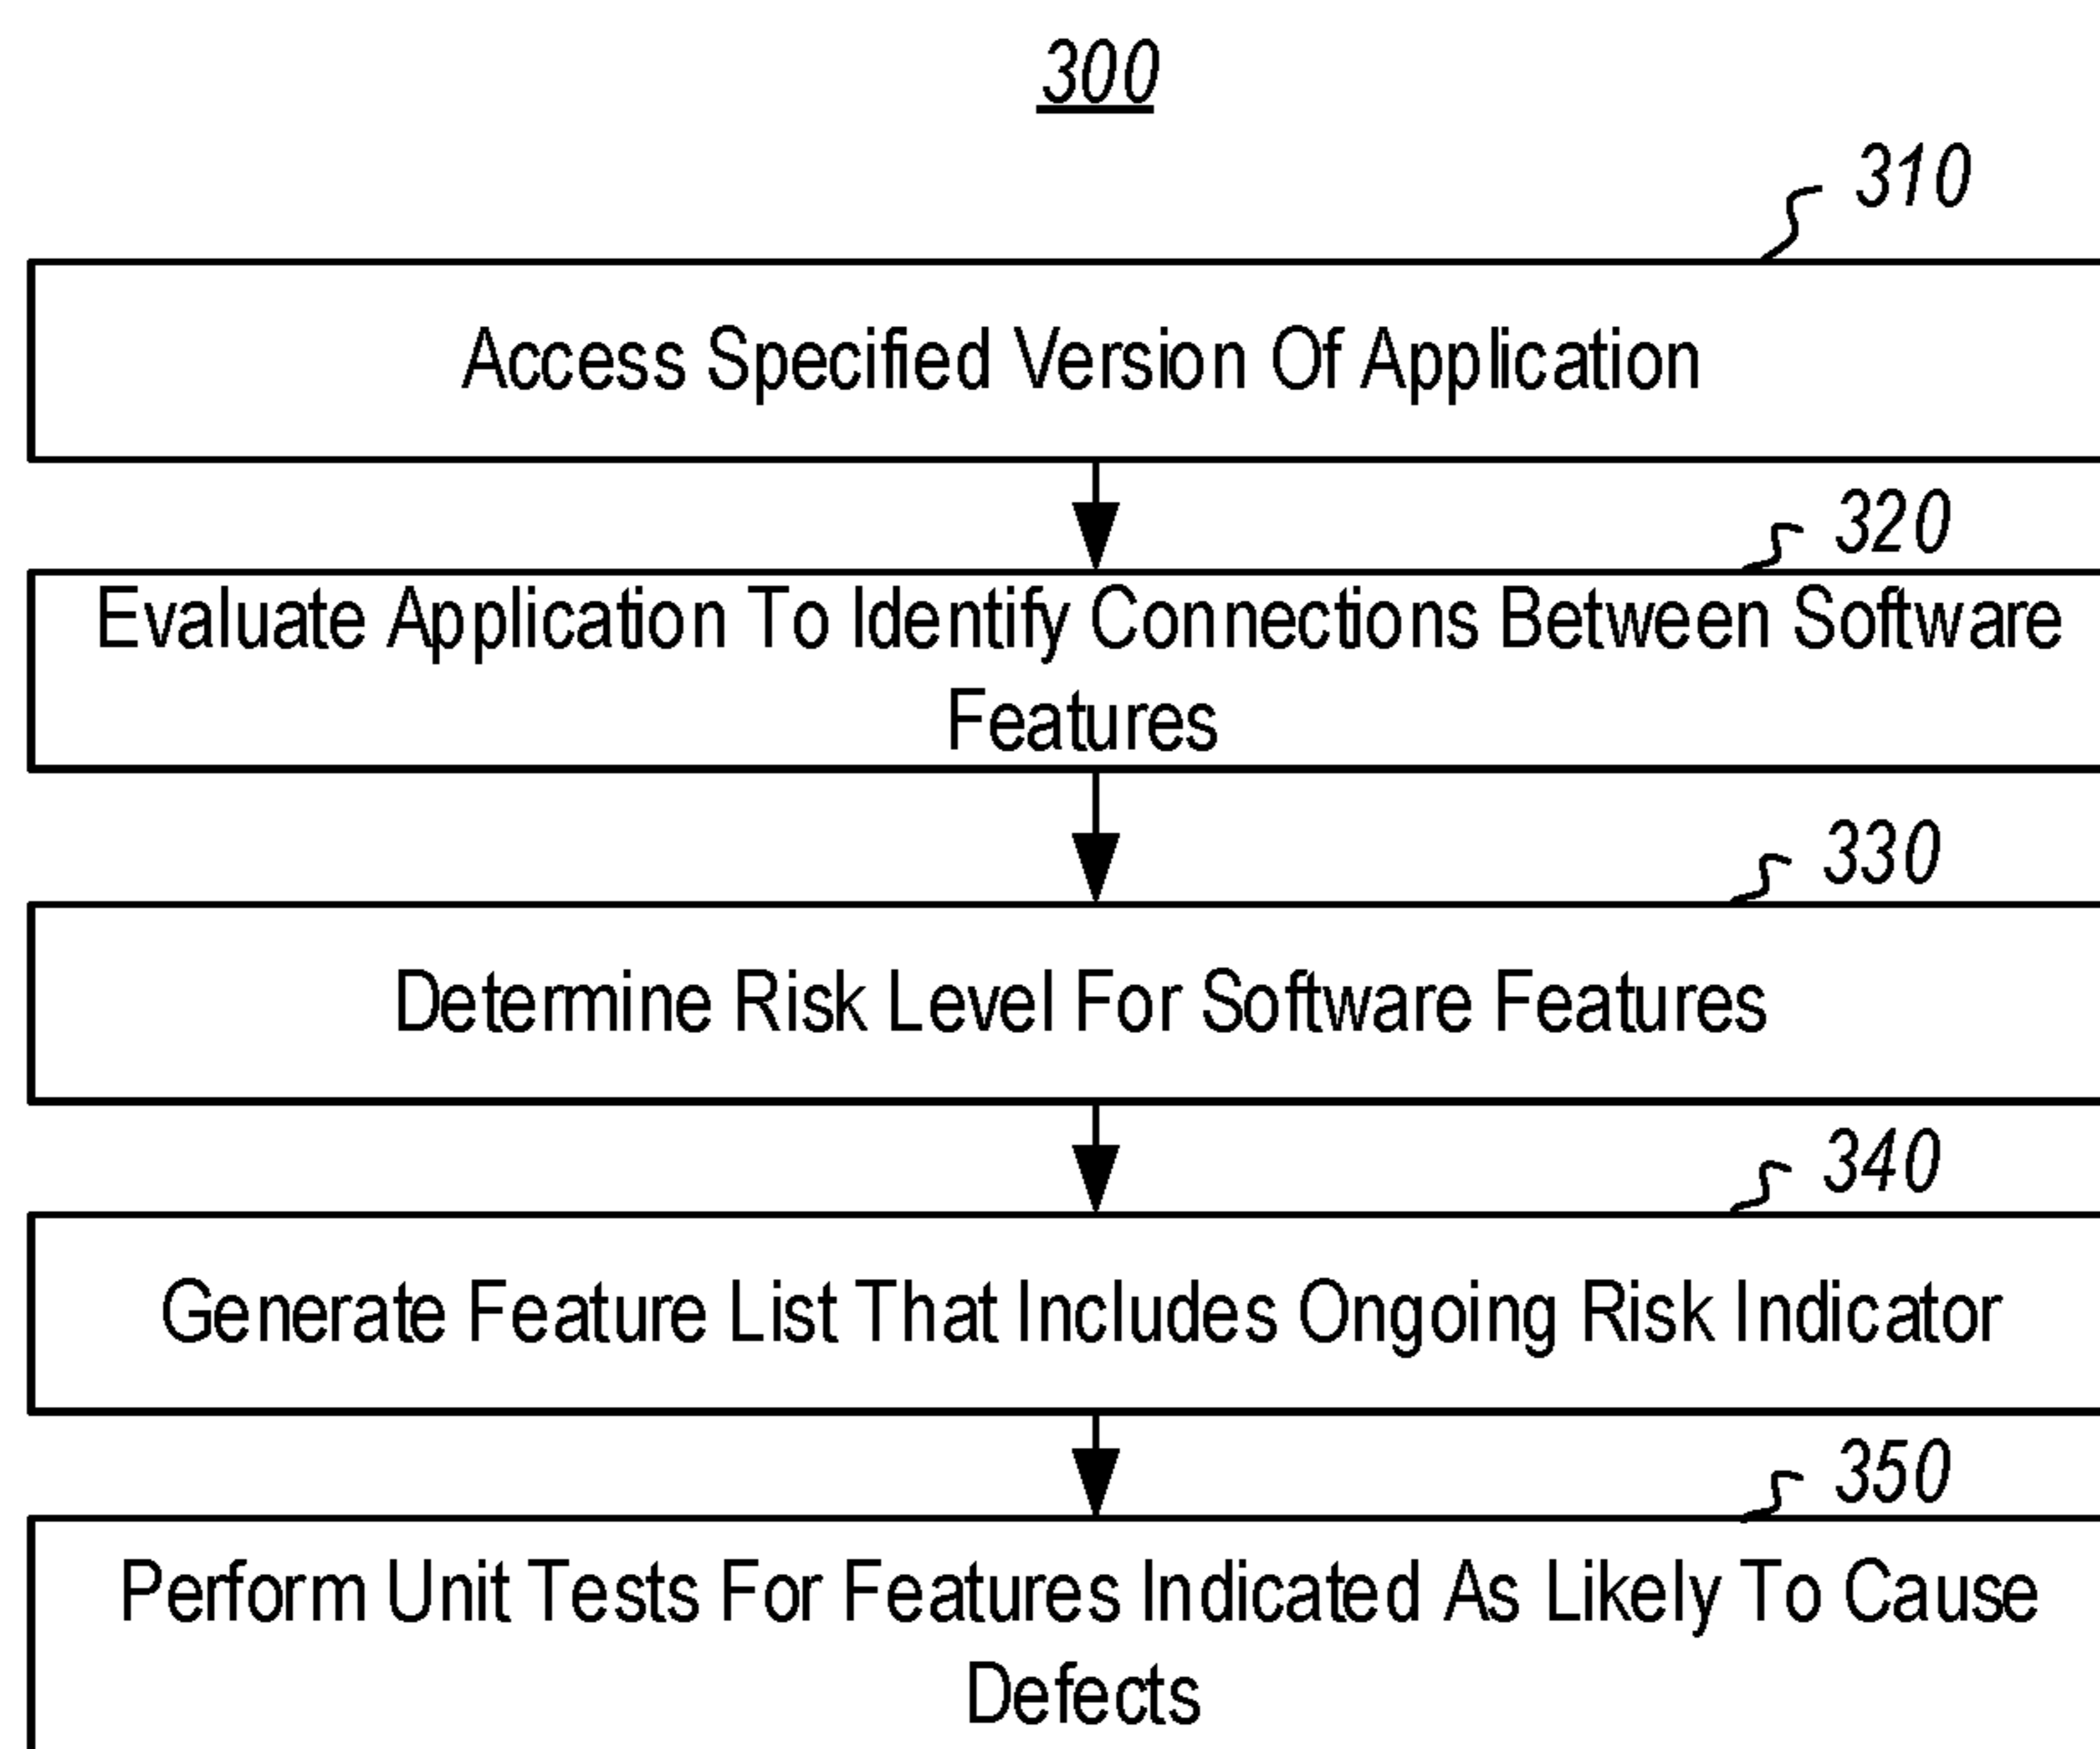 300
310
Access Specified Version Of Application
320
Evaluate Application To Identify Connections Between Software
Features
330
Determine Risk Level For Software Features
340
Generate Feature List That Includes Ongoing Risk Indicator
350
Perform Unit Tests For Features Indicated As Likely To Cause
Defects